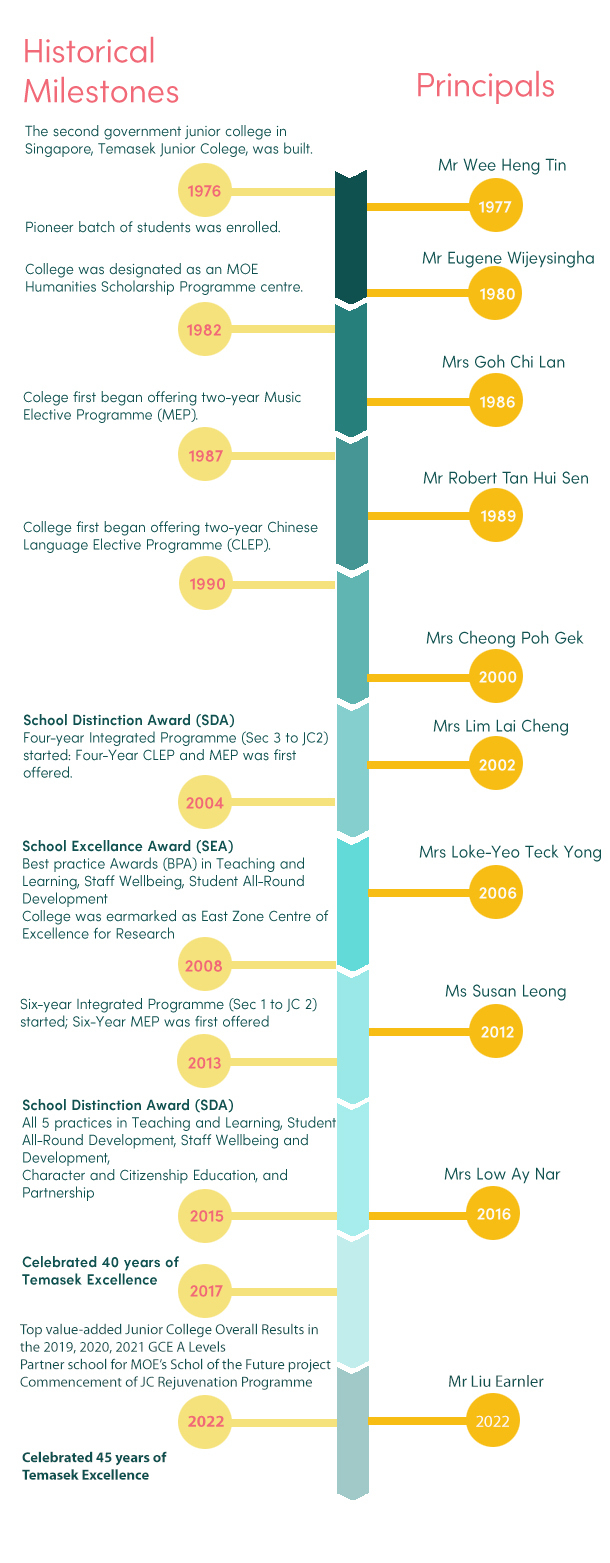 Historical
Milestones
Principals
The second government junior college in
Singapore, Temasek Junior Colege, was built.
Mr Wee Heng Tin
1976
1977
Pioneer batch of students was enrolled.
Mr Eugene Wijeysingha
College was designated as an MOE
Humanities Scholarship Programme centre.
1980
1982
Mrs Goh Chi Lan
Colege first began offering two-year Music
Elective Programme (MEP).
1986
1987
Mr Robert Tan Hui Sen
1989
College first began offering two-year Chinese
Language Elective Programme (CLEP).
1990
Mrs Cheong Poh Gek
2000
School Distinction Award (SDA)
Four-year Integrated Programme (Sec 3 to JC2)
started: Four-Year CLEP and MEP was first
offered.
Mrs Lim Lai Cheng
2002
2004
School Excellance Award (SEA)
Best practice Awards (BPA) in Teaching and
Learning, Staff Wellbeing, Student All-Round
Development
College was earmarked as East Zone Centre of
Excellence for Research
Mrs Loke-Yeo Teck Yong
2006
2008
Ms Susan Leong
Six-year Integrated Programme (Sec 1 to JC 2)
started; Six-Year MEP was first offered
2012
2013
School Distinction Award (SDA)
All 5 practices in Teaching and Learning, Student
All-Round Development, Staff Wellbeing and
Development,
Character and Citizenship Education, and
Partnership
Mrs Low Ay Nar
2015
2016
Celebrated 40 years of
Temasek Excellence
2017
Top value-added Junior College Overall Results in
the 2019, 2020, 2021 GCE A Levels
Partner school for MOE's Schol of the Future project
Commencement of JC Rejuvenation Programme
Mr Liu Earnler
2022
2022
Celebrated 45 years of
Temasek Excellence